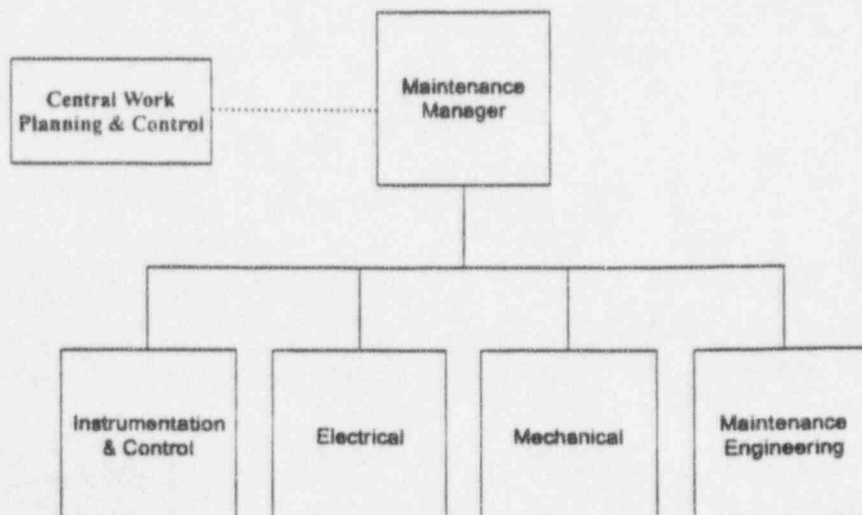 Central Work
Planning & Control
Maintenance
Manager
Instrumentation
& Control
Electrical
Mechanical
Maintenance
Engineering